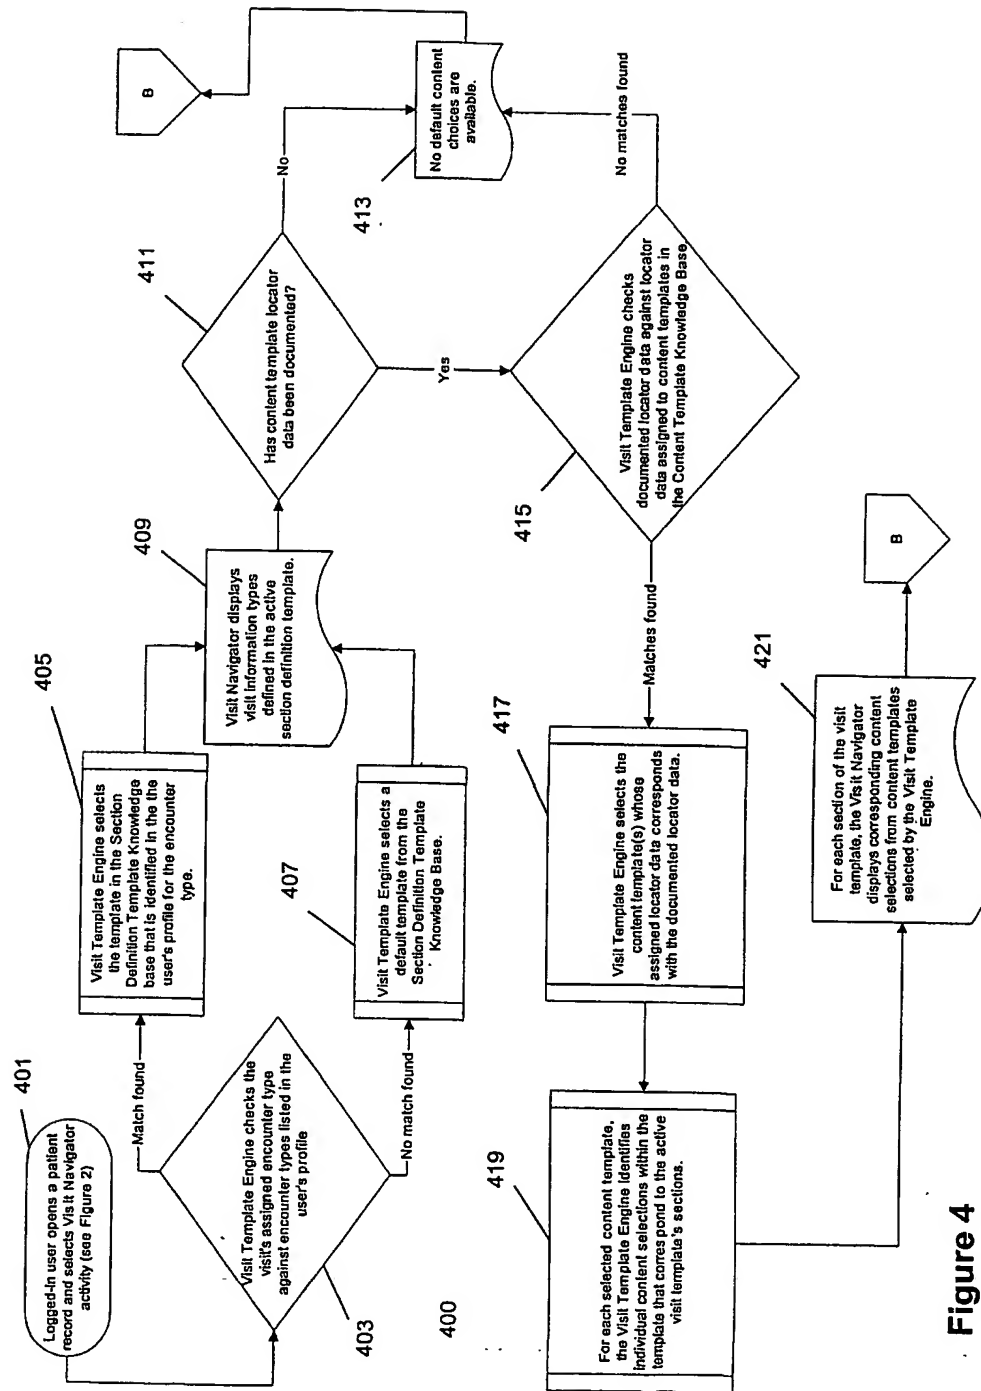 401
Logged-in user opens a patient
record and selects Visit Navigator
activity (see Figure 2)
403
Visit Template Engine checks the
visit's assigned encounter type
against encounter types listed in the
user's profile
400
Match found
No match found
405
Visit Template Engine selects
the template in the Section
Definition Template Knowledge
base that is identified in the the
user's profile for the encounter
type.
407
Visit Template Engine selects a
default template from the
Section Definition Template
Knowledge Base.
409
Visit Navigator displays
visit information types
defined in the active
section definition template.
411
Has content template locator
data been documented?
No
Yes
413
No default content
choices are
available.
B
415
Visit Template Engine checks
documented locator data against locator
data assigned to content templates in
the Content Template Knowledge Base.
No matches found
Matches found
417
Visit Template Engine selects the
content template(s) whose
assigned locator data corresponds
with the documented locator data.
419
For each selected content template,
the Visit Template Engine identifies
individual content selections within the
template that correspond to the active
visit template's sections.
421
For each section of the visit
template, the Visit Navigator
displays corresponding content
selections from content templates
selected by the Visit Template
Engine.
B
Figure 4